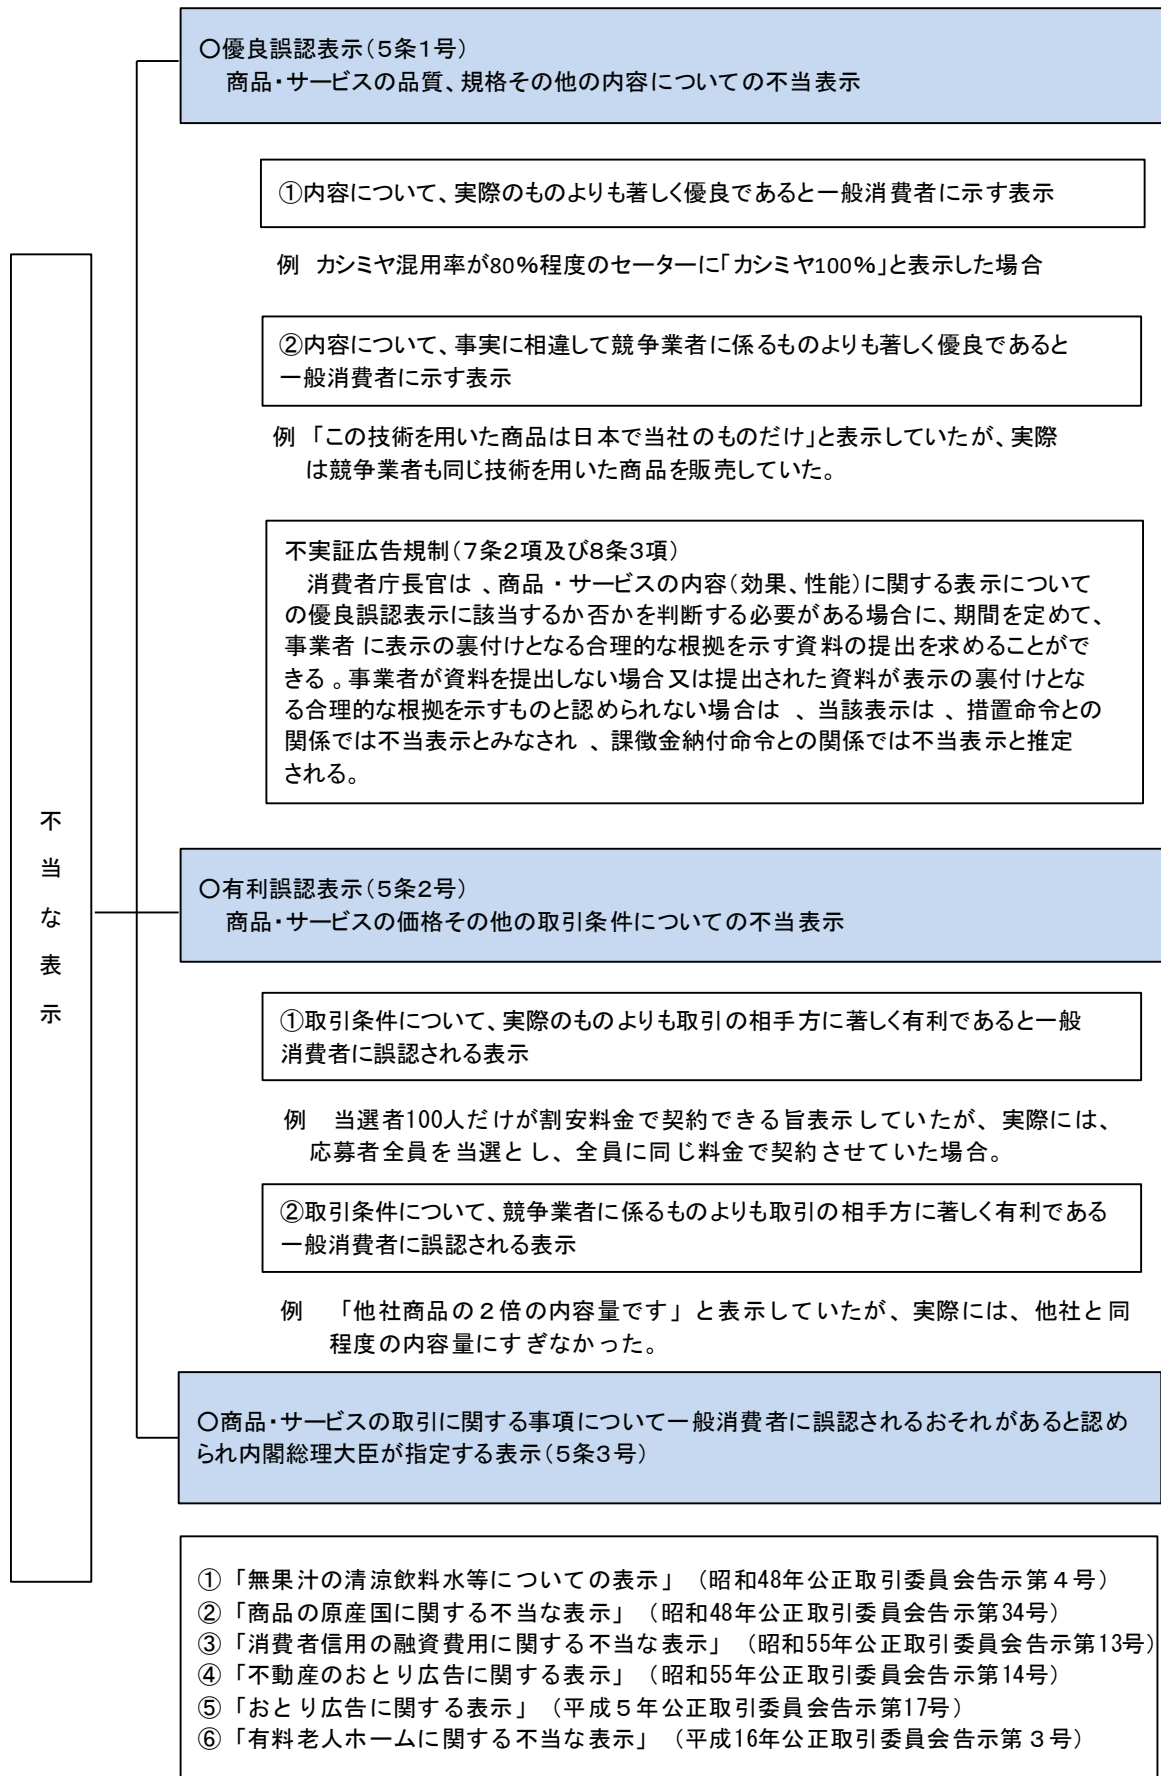 〇優良誤認表示(5条1号)
商品・サービスの品質、規格その他の内容についての不当表示
①内容について、実際のものよりも著しく優良であると一般消費者に示す表示
例 カシミヤ混用率が80%程度のセーターに「カシミヤ100%」と表示した場合
②内容について、事実に相違して競争業者に係るものよりも著しく優良であると
一般消費者に示す表示
例 「この技術を用いた商品は日本で当社のものだけ」と表示していたが、実際
は競争業者も同じ技術を用いた商品を販売していた。
不実証広告規制(7条2項及び8条3項)
消費者庁長官は 、商品 ・サービスの内容(効果、性能)に関する表示について
の優良誤認表示に該当するか否かを判断する必要がある場合に、期間を定めて、
事業者 に表示の裏付けとなる合理的な根拠を示す資料の提出を求めることがで
きる 。事業者が資料を提出しない場合又は提出された資料が表示の裏付けとな
る合理的な根拠を示すものと認められない場合は 、当該表示は 、措置命令との
関係では不当表示とみなされ 、課徴金納付命令との関係では不当表示と推定
される。
不当な表示
〇有利誤認表示(5条2号)
商品・サービスの価格その他の取引条件についての不当表示
①取引条件について、実際のものよりも取引の相手方に著しく有利であると一般
消費者に誤認される表示
例 当選者100人だけが割安料金で契約できる旨表示していたが、実際には、
応募者全員を当選とし、全員に同じ料金で契約させていた場合。
②取引条件について、競争業者に係るものよりも取引の相手方に著しく有利である
一般消費者に誤認される表示
例 「他社商品の2倍の内容量です」と表示していたが、実際には、他社と同
程度の内容量にすぎなかった。
〇商品・サービスの取引に関する事項について一般消費者に誤認されるおそれがあると認め
られ内閣総理大臣が指定する表示(5条3号)
①「無果汁の清涼飲料水等についての表示」(昭和48年公正取引委員会告示第4号)
②「商品の原産国に関する不当な表示」(昭和48年公正取引委員会告示第34号)
③「消費者信用の融資費用に関する不当な表示」(昭和55年公正取引委員会告示第13号)
④「不動産のおとり広告に関する表示」(昭和55年公正取引委員会告示第14号)
⑤「おとり広告に関する表示」(平成5年公正取引委員会告示第17号)
⑥「有料老人ホームに関する不当な表示」(平成16年公正取引委員会告示第3号)